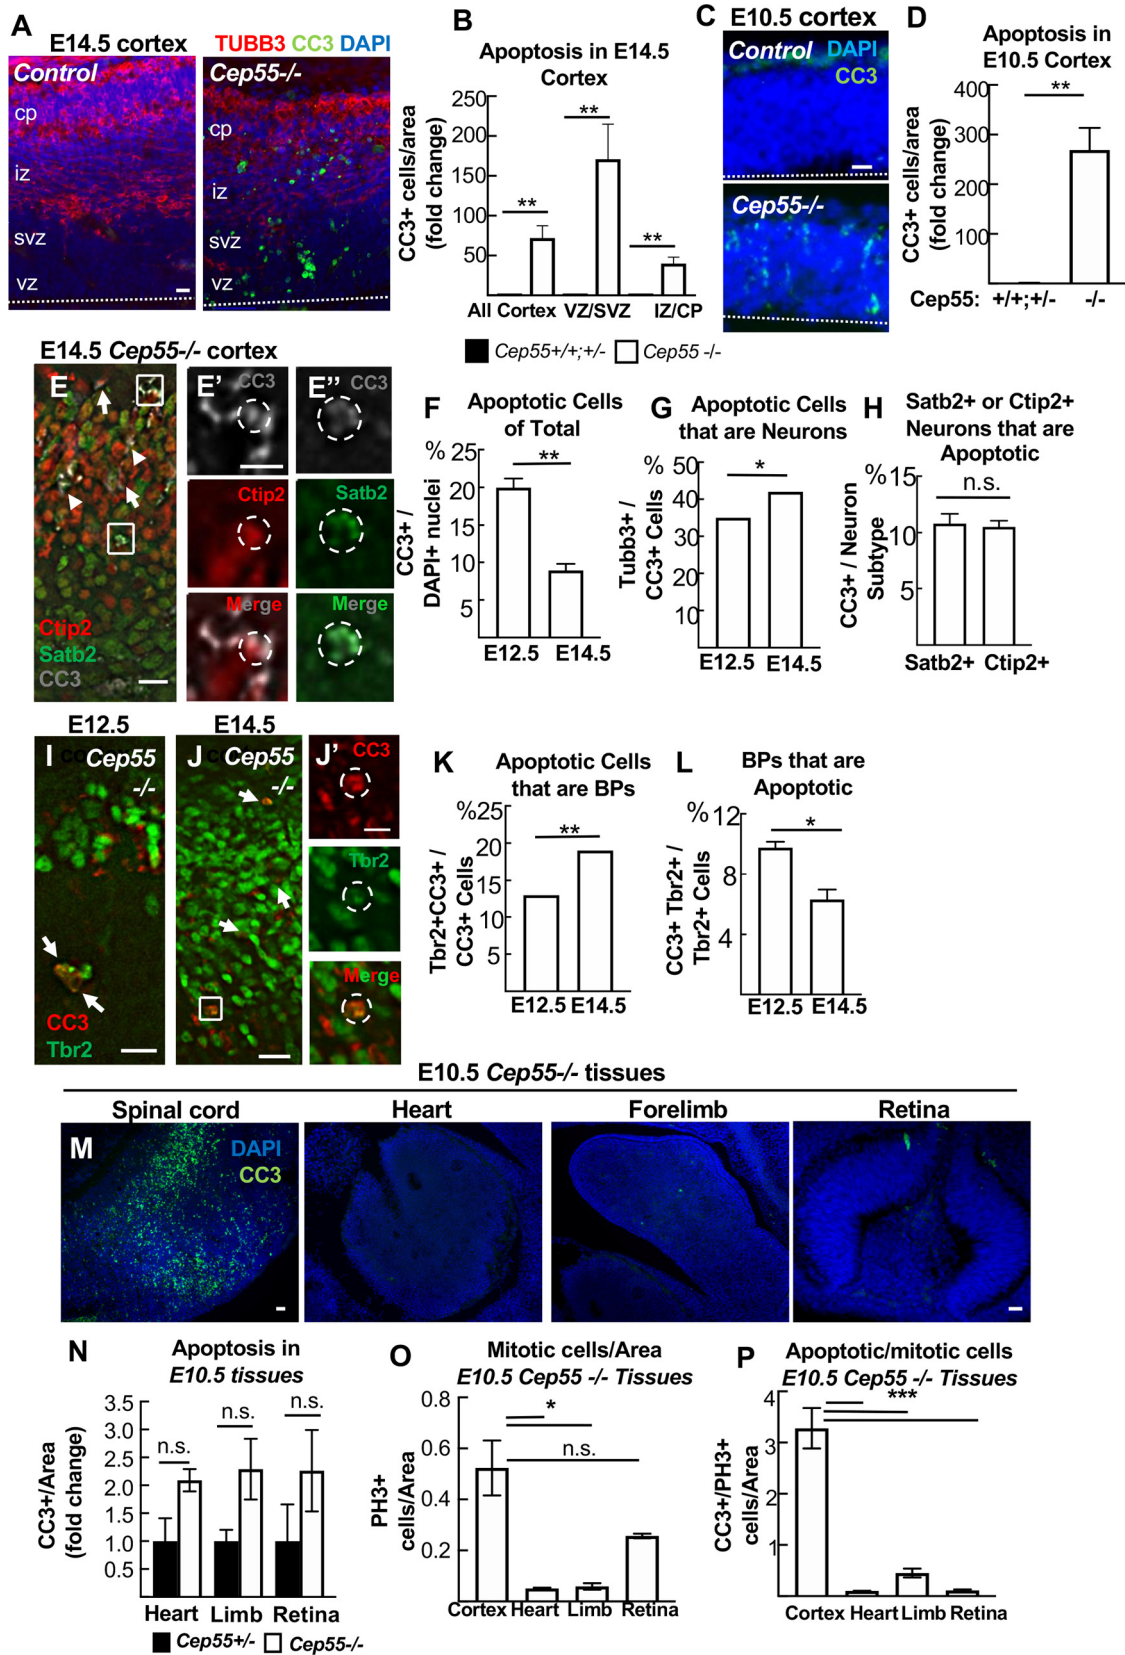 A
E14.5 cortex
TUBB3 CC3 DAPI
Control
Cep55-/-
cp
iz
svz
vz
cp
iz
svz
vz
B
Apoptosis in E14.5
Cortex
CC3+ cells/area
(fold change)
250
200
150
100
50
**
**
**
All Cortex
VZ/SVZ
IZ/CP
Cep55+/+;+/-
Cep55 -/-
C
E10.5 cortex
Control
DAPI
CC3
Cep55-/-
D
Apoptosis in
E10.5 Cortex
CC3+ cells/area
(fold change)
400
300
200
100
**
Cep55:
+/+;+/-
-/-
E14.5 Cep55-/- cortex
E
Ctip2
Satb2
CC3
E'
CC3
Ctip2
Merge
E"
CC3
Satb2
Merge
F
Apoptotic Cells
of Total
CC3+ /
DAPI+ nuclei
%
25
20
15
10
5
**
E12.5
E14.5
G
Apoptotic Cells
that are Neurons
Tubb3+ /
CC3+ Cells
%
50
40
30
20
10
*
E12.5
E14.5
H
Satb2+ or Ctip2+
Neurons that are
Apoptotic
CC3+ / Neuron
Subtype
%
15
10
5
n.s.
Satb2+
Ctip2+
E12.5
I
Cep55
-/-
CC3
Tbr2
E14.5
J
Cep55
-/-
J'
CC3
Tbr2
Merge
K
Apoptotic Cells
that are BPs
Tbr2+CC3+ /
CC3+ Cells
%25
20
15
10
5
**
E12.5
E14.5
L
BPs that are
Apoptotic
CC3+ Tbr2+ /
Tbr2+ Cells
%
12
8
4
*
E12.5
E14.5
E10.5 Cep55-/- tissues
Spinal cord
Heart
Forelimb
Retina
M
DAPI
CC3
N
Apoptosis in
E10.5 tissues
CC3+/Area
(fold change)
3.5
3.0
2.5
2.0
1.5
1.0
0.5
n.s.
n.s.
n.s.
Heart
Limb
Retina
Cep55+/-
Cep55-/-
O
Mitotic cells/Area
E10.5 Cep55 -/- Tissues
PH3+
cells/Area
0.8
0.6
0.4
0.2
*
n.s.
Cortex
Heart
Limb
Retina
P
Apoptotic/mitotic cells
E10.5 Cep55 -/- Tissues
CC3+/PH3+
cells/Area
4
3
2
1
***
Cortex
Heart
Limb
Retina